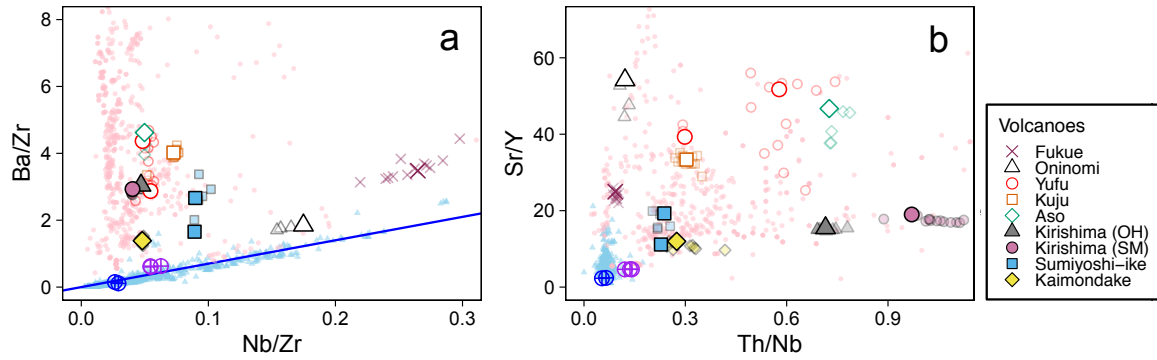 a
8
6
4
2
0
Ba/Zr
0.0
0.1
0.2
0.3
Nb/Zr
b
60
40
20
0
Sr/Y
0.0
0.3
0.6
0.9
Th/Nb
Volcanoes
Fukue
Oninomi
Yufu
Kuju
Aso
Kirishima (OH)
Kirishima (SM)
Sumiyoshi−ike
Kaimondake